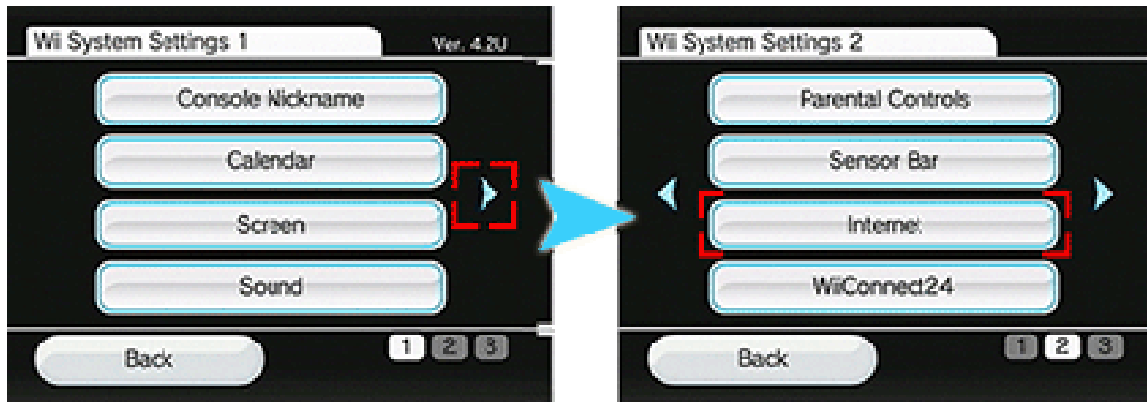 Wii System Settings 1
Ver. 4.2U
Console Nickname
Calendar
Screen
Sound
Back
1 2 3
Wii System Settings 2
Parental Controls
Sensor Bar
Internet
WiiConnect24
Back
1 2 3